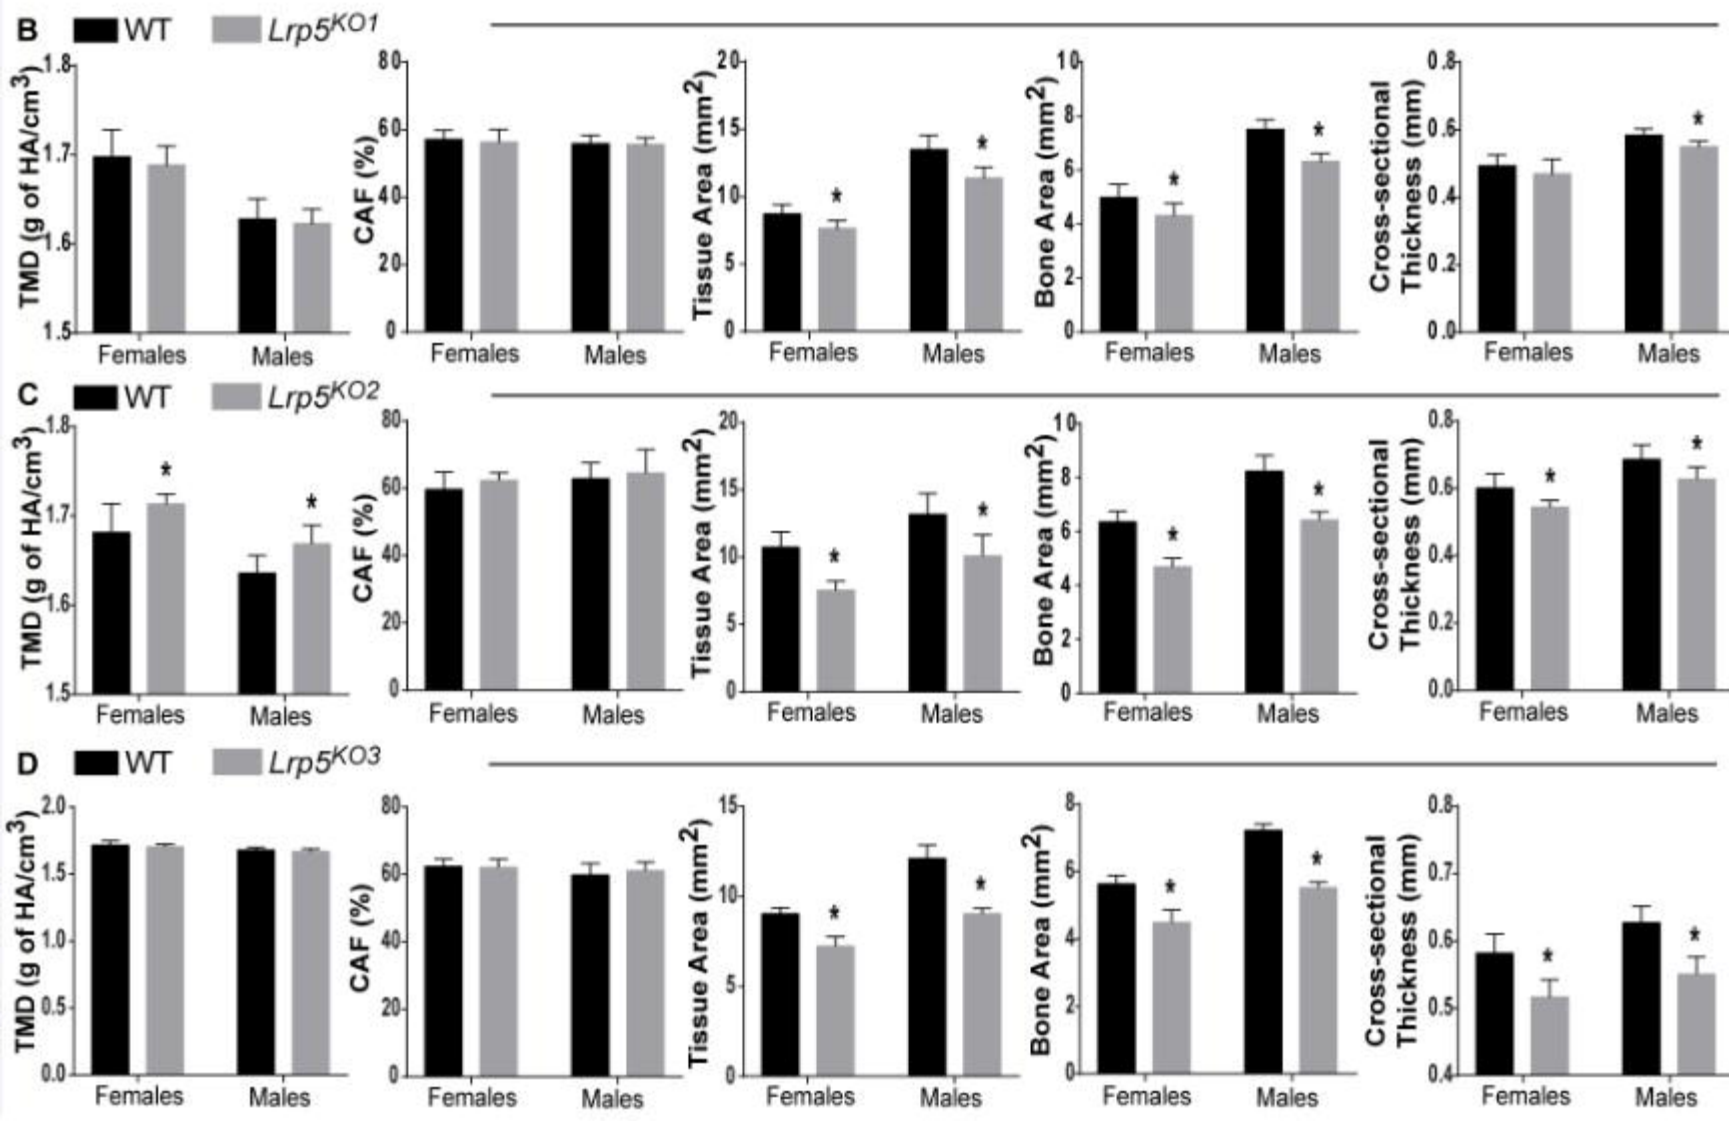 B WT Lrp5KO1
TMD (g of HA/cm3)
1.8
1.7
1.6
1.5
Females Males
CAF (%)
80
60
40
20
0
Females Males
Tissue Area (mm2)
20
15
10
5
0
* *
Females Males
Bone Area (mm2)
10
8
6
4
2
0
* *
Females Males
Cross-sectional
Thickness (mm)
0.8
0.6
0.4
0.2
0.0
*
Females Males
C WT Lrp5KO2
TMD (g of HA/cm3)
1.8
1.7
1.6
1.5
* *
Females Males
CAF (%)
80
60
40
20
0
Females Males
Tissue Area (mm2)
20
15
10
5
0
* *
Females Males
Bone Area (mm2)
10
8
6
4
2
0
* *
Females Males
Cross-sectional
Thickness (mm)
0.8
0.6
0.4
0.2
0.0
* *
Females Males
D WT Lrp5KO3
TMD (g of HA/cm3)
2.0
1.5
1.0
0.5
0.0
Females Males
CAF (%)
80
60
40
20
0
Females Males
Tissue Area (mm2)
15
10
5
0
* *
Females Males
Bone Area (mm2)
8
6
4
2
0
* *
Females Males
Cross-sectional
Thickness (mm)
0.8
0.7
0.6
0.5
0.4
* *
Females Males